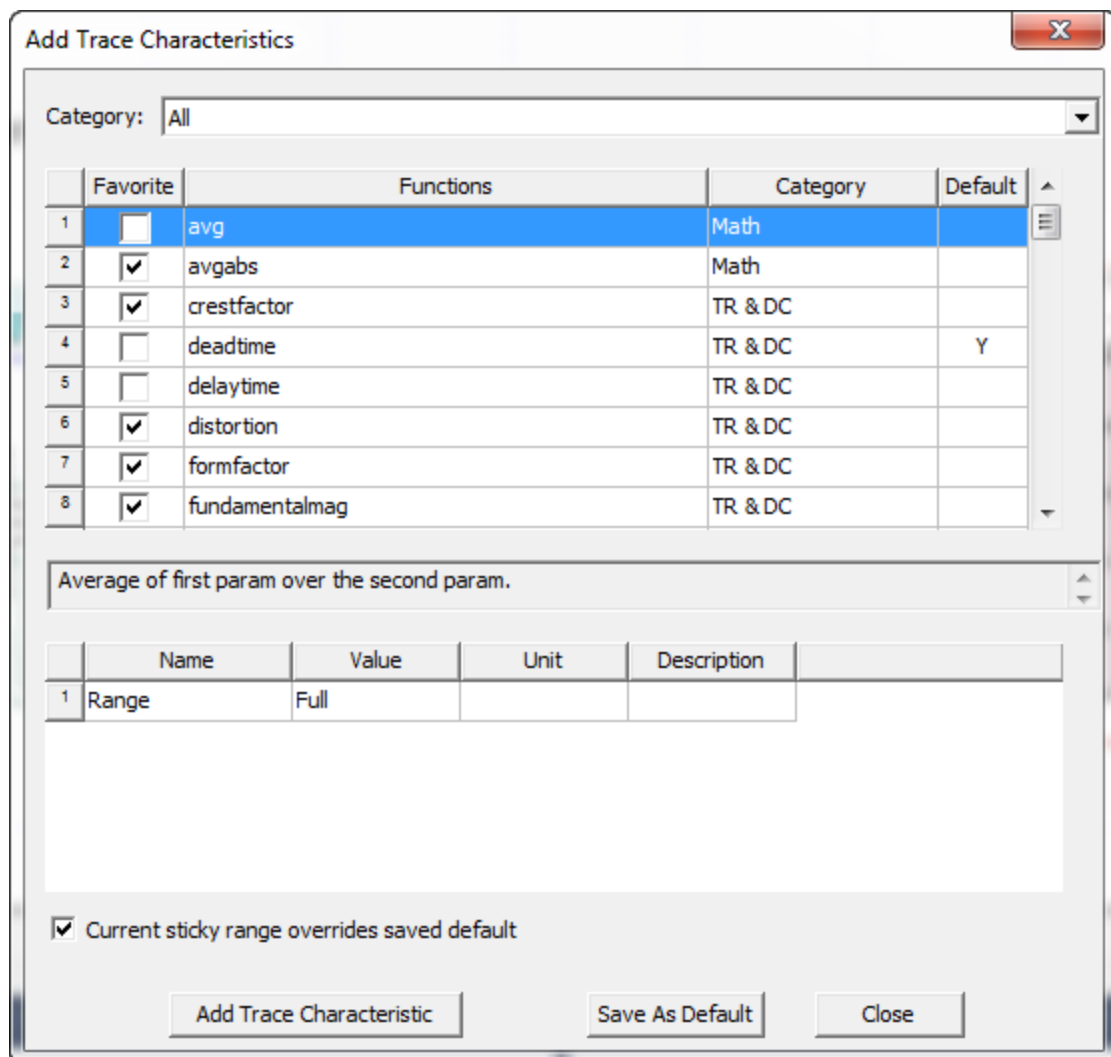 Add Trace Characteristics
Category: All
Favorite Functions Category Default
1 avg Math
2 avgabs Math
3 crestfactor TR & DC
4 deadtime TR & DC Y
5 delaytime TR & DC
6 distortion TR & DC
7 formfactor TR & DC
8 fundamentalmag TR & DC
Average of first param over the second param.
Name Value Unit Description
1 Range Full
Current sticky range overrides saved default
Add Trace Characteristic Save As Default Close